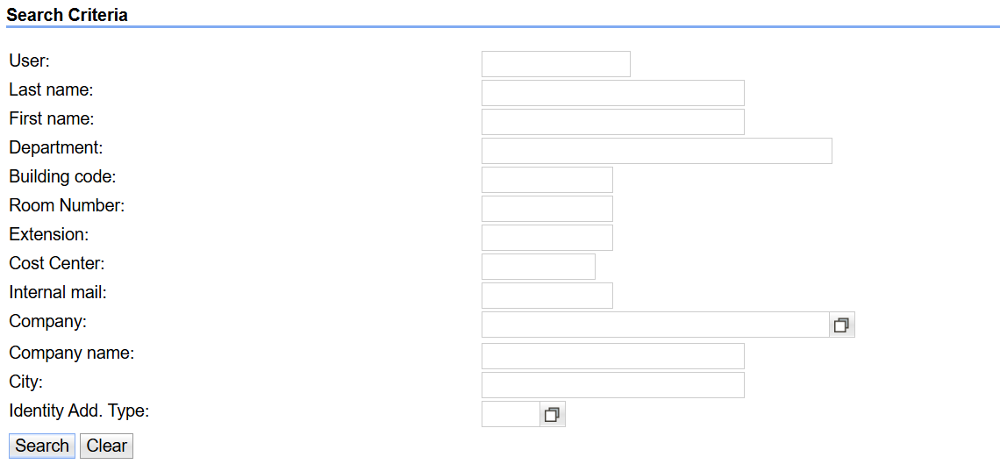 Search Criteria
User:
Last name:
First name:
Department:
Building code:
Room Number:
Extension:
Cost Center:
Internal mail:
Company:
Company name:
City:
Identity Add. Type:
Search Clear